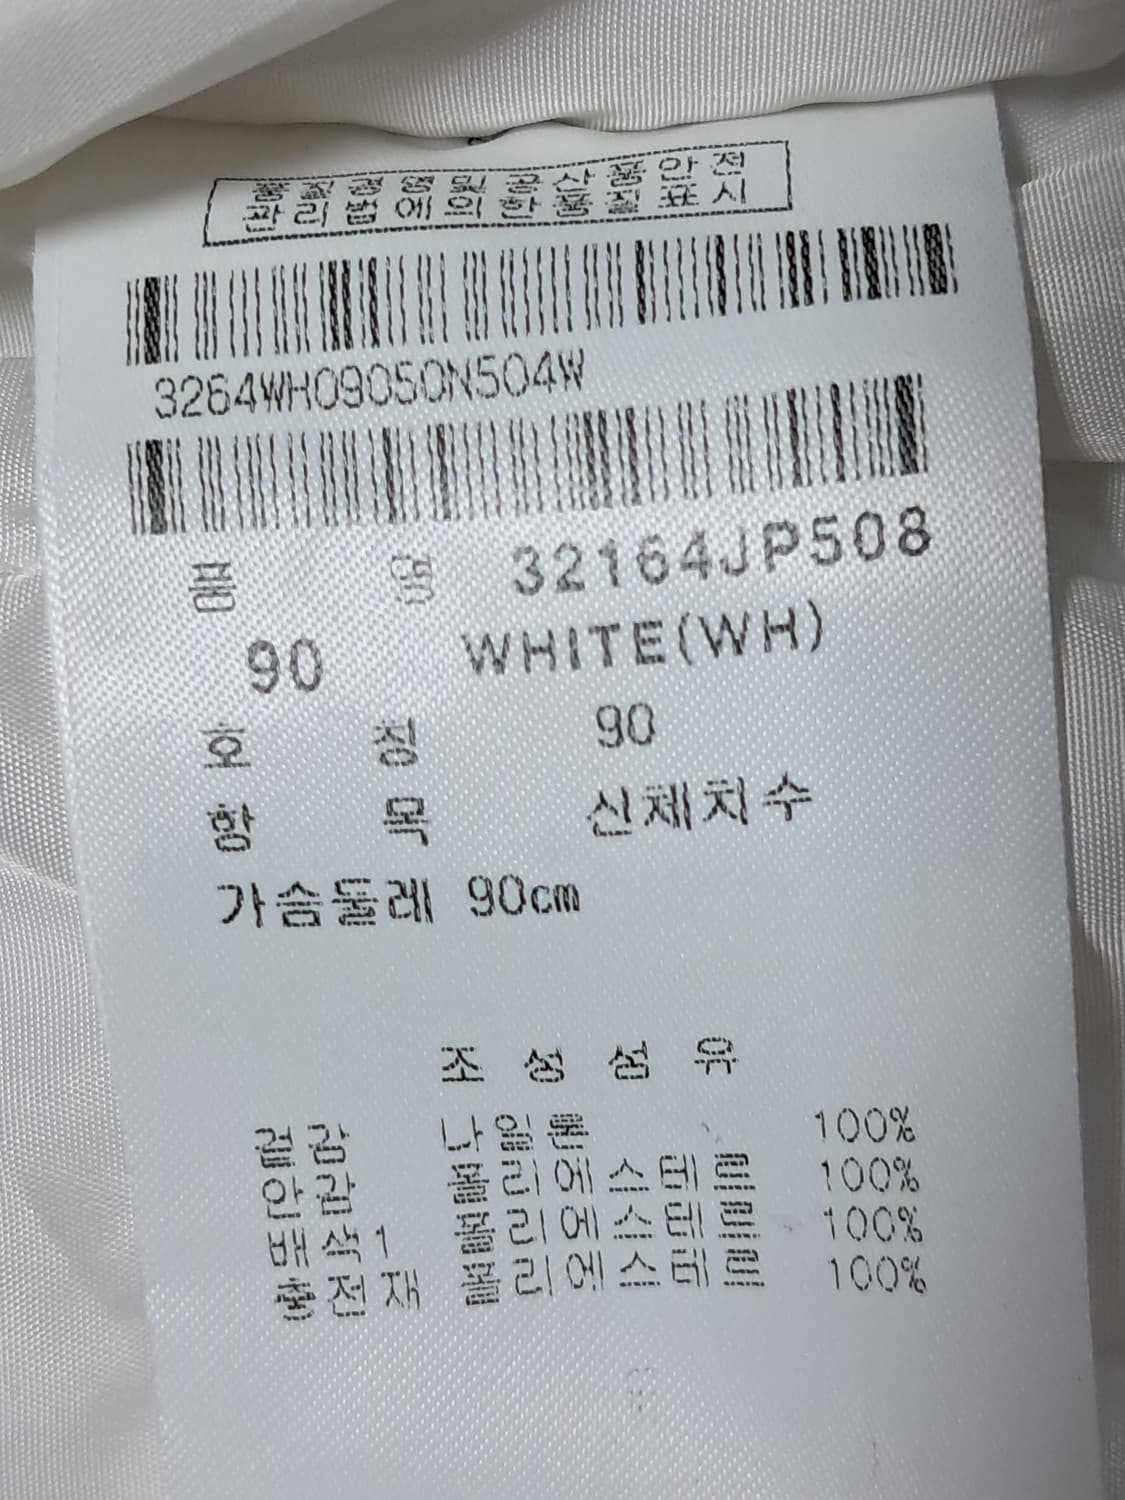 품질경영및공산품안전
관리법에의한품질표시
3264WH09050N504W
품 명 32164JP508
90 WHITE(WH)
호 칭 90
항 목 신체치수
가슴둘레 90cm
조 성 섬 유
겉감 나일론 100%
안감 폴리에스테르 100%
배색1 폴리에스테르 100%
충전재 폴리에스테르 100%